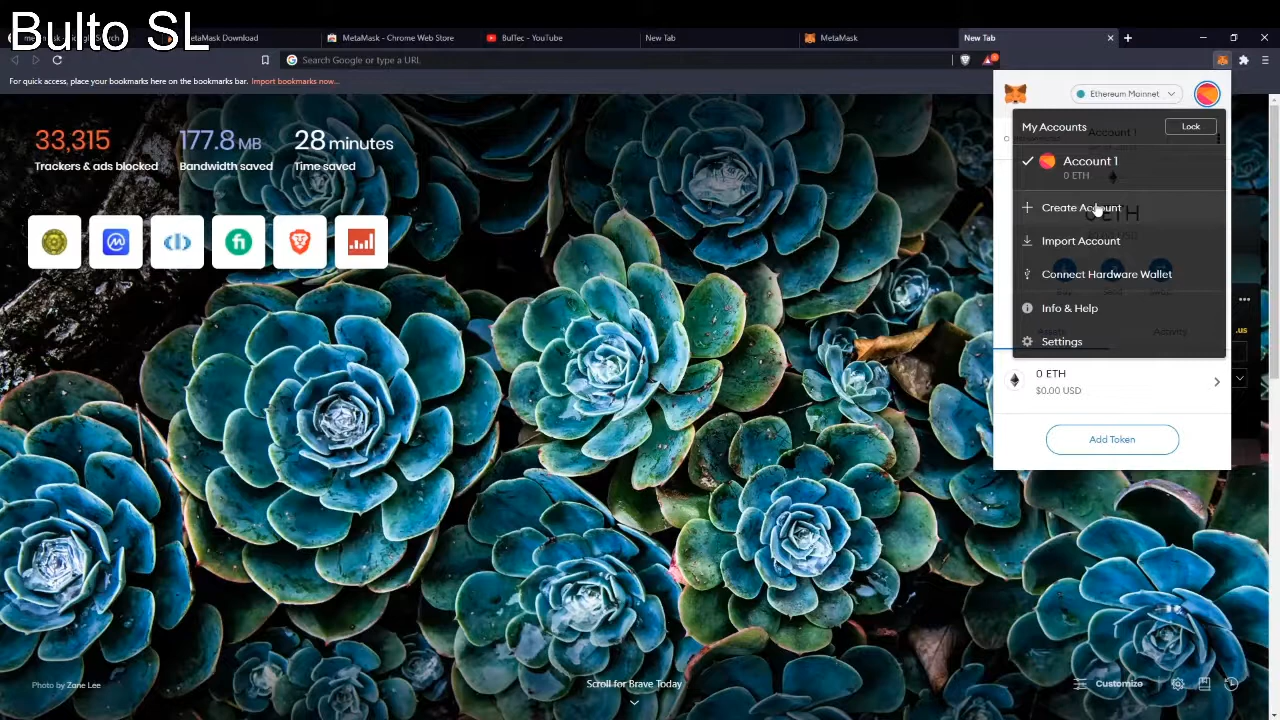 Bulto SL
MetaMask Download
MetaMask - Chrome Web Store
BulTec - YouTube
New Tab
MetaMask
New Tab
Search Google or type a URL
For quick access, place your bookmarks here on the bookmarks bar. Import bookmarks now...
33,315
Trackers & ads blocked
177.8 MB
Bandwidth saved
28 minutes
Time saved
Ethereum Mainnet
My Accounts
Lock
Account 1
0 ETH
Create Account
Import Account
Connect Hardware Wallet
Info & Help
Settings
Assets
Activity
0 ETH
$0.00 USD
Add Token
.us
Photo by Zane Lee
Scroll for Brave Today
Customize